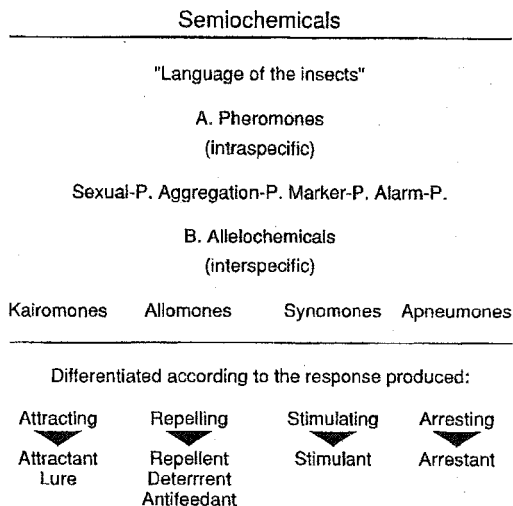 Semiochemicals
"Language of the insects"
A. Pheromones
(intraspecific)
Sexual-P. Aggregation-P. Marker-P. Alarm-P.
B. Allelochemicals
(interspecific)
Kairomones Allomones Synomones Apneumones
Differentiated according to the response produced:
Attracting Repelling Stimulating Arresting
Attractant Repellent Stimulant Arrestant
Lure Deterrrent
Antifeedant